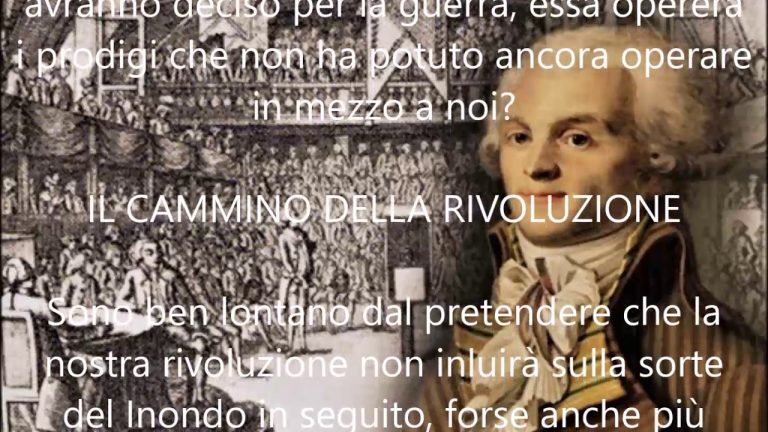 avranno deciso per la guerra, essa opererà
i prodigi che non ha potuto ancora operare
in mezzo a noi?
IL CAMMINO DELLA RIVOLUZIONE
Sono ben lontano dal pretendere che la
nostra rivoluzione non inluirà sulla sorte
del Inondo in seguito, forse anche più